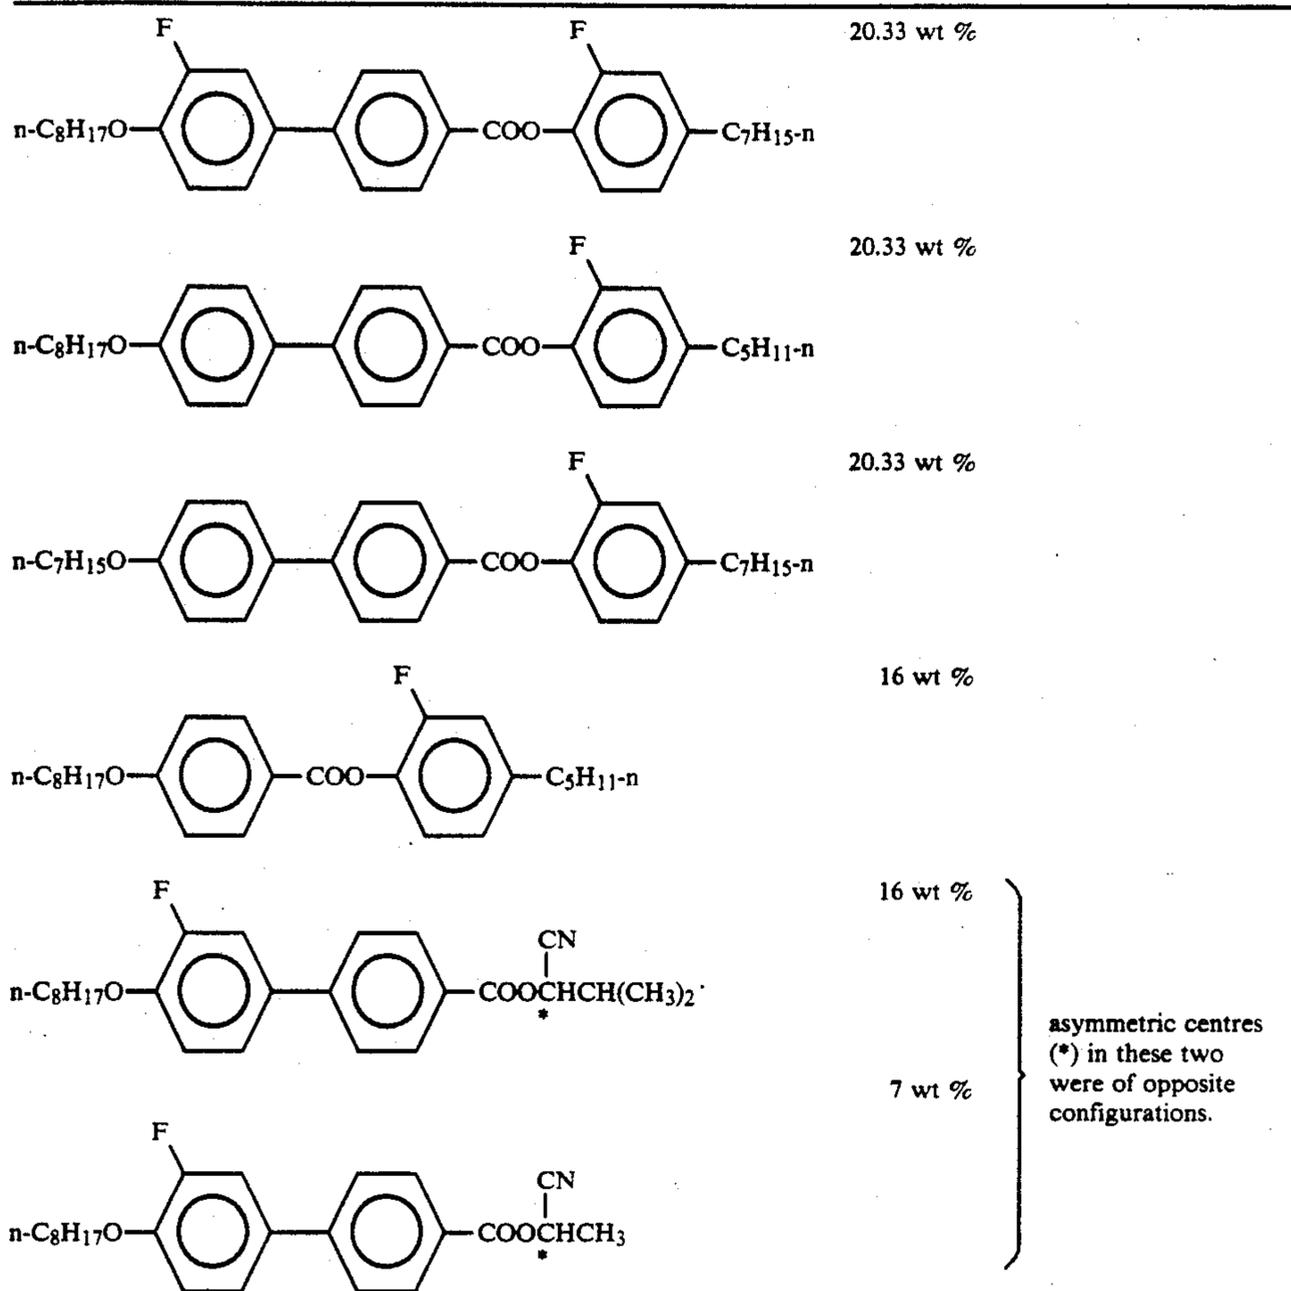 F F 20.33 wt %
n-C8H17O COO C7H15-n
F 20.33 wt %
n-C8H17O COO C5H11-n
F 20.33 wt %
n-C7H15O COO C7H15-n
F 16 wt %
n-C8H17O COO C5H11-n
F 16 wt %
CN
n-C8H17O COOCHCH(CH3)2
*
asymmetric centres
(*) in these two
were of opposite
configurations.
7 wt %
F
CN
n-C8H17O COOCHCH3
*